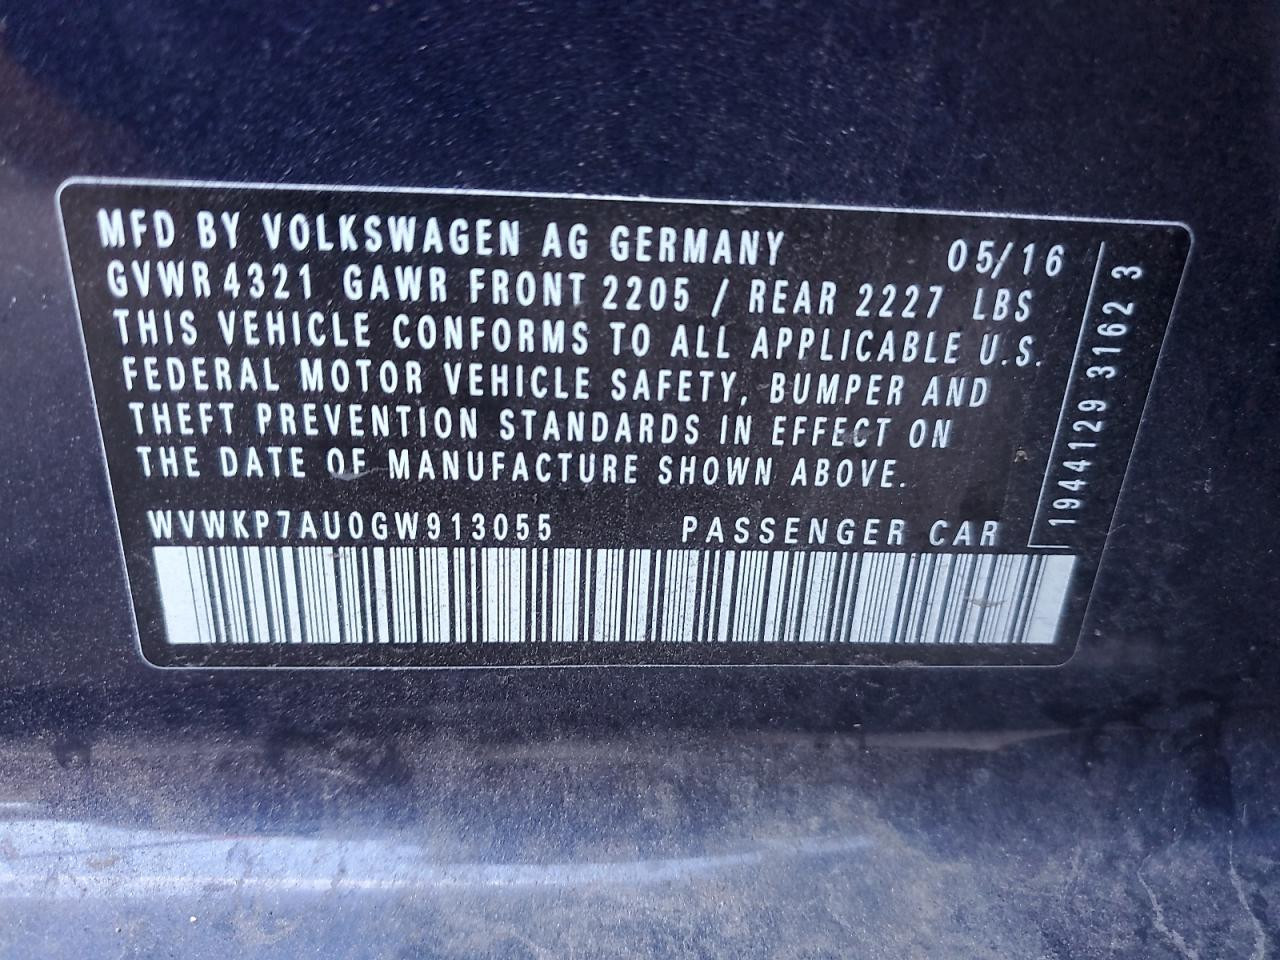 MFD BY VOLKSWAGEN AG GERMANY 05/16
GVWR 4321 GAWR FRONT 2205 / REAR 2227 LBS
THIS VEHICLE CONFORMS TO ALL APPLICABLE U.S.
FEDERAL MOTOR VEHICLE SAFETY, BUMPER AND
THEFT PREVENTION STANDARDS IN EFFECT ON
THE DATE OF MANUFACTURE SHOWN ABOVE.
WVWKP7AU0GW913055 PASSENGER CAR
1944129 3162 3